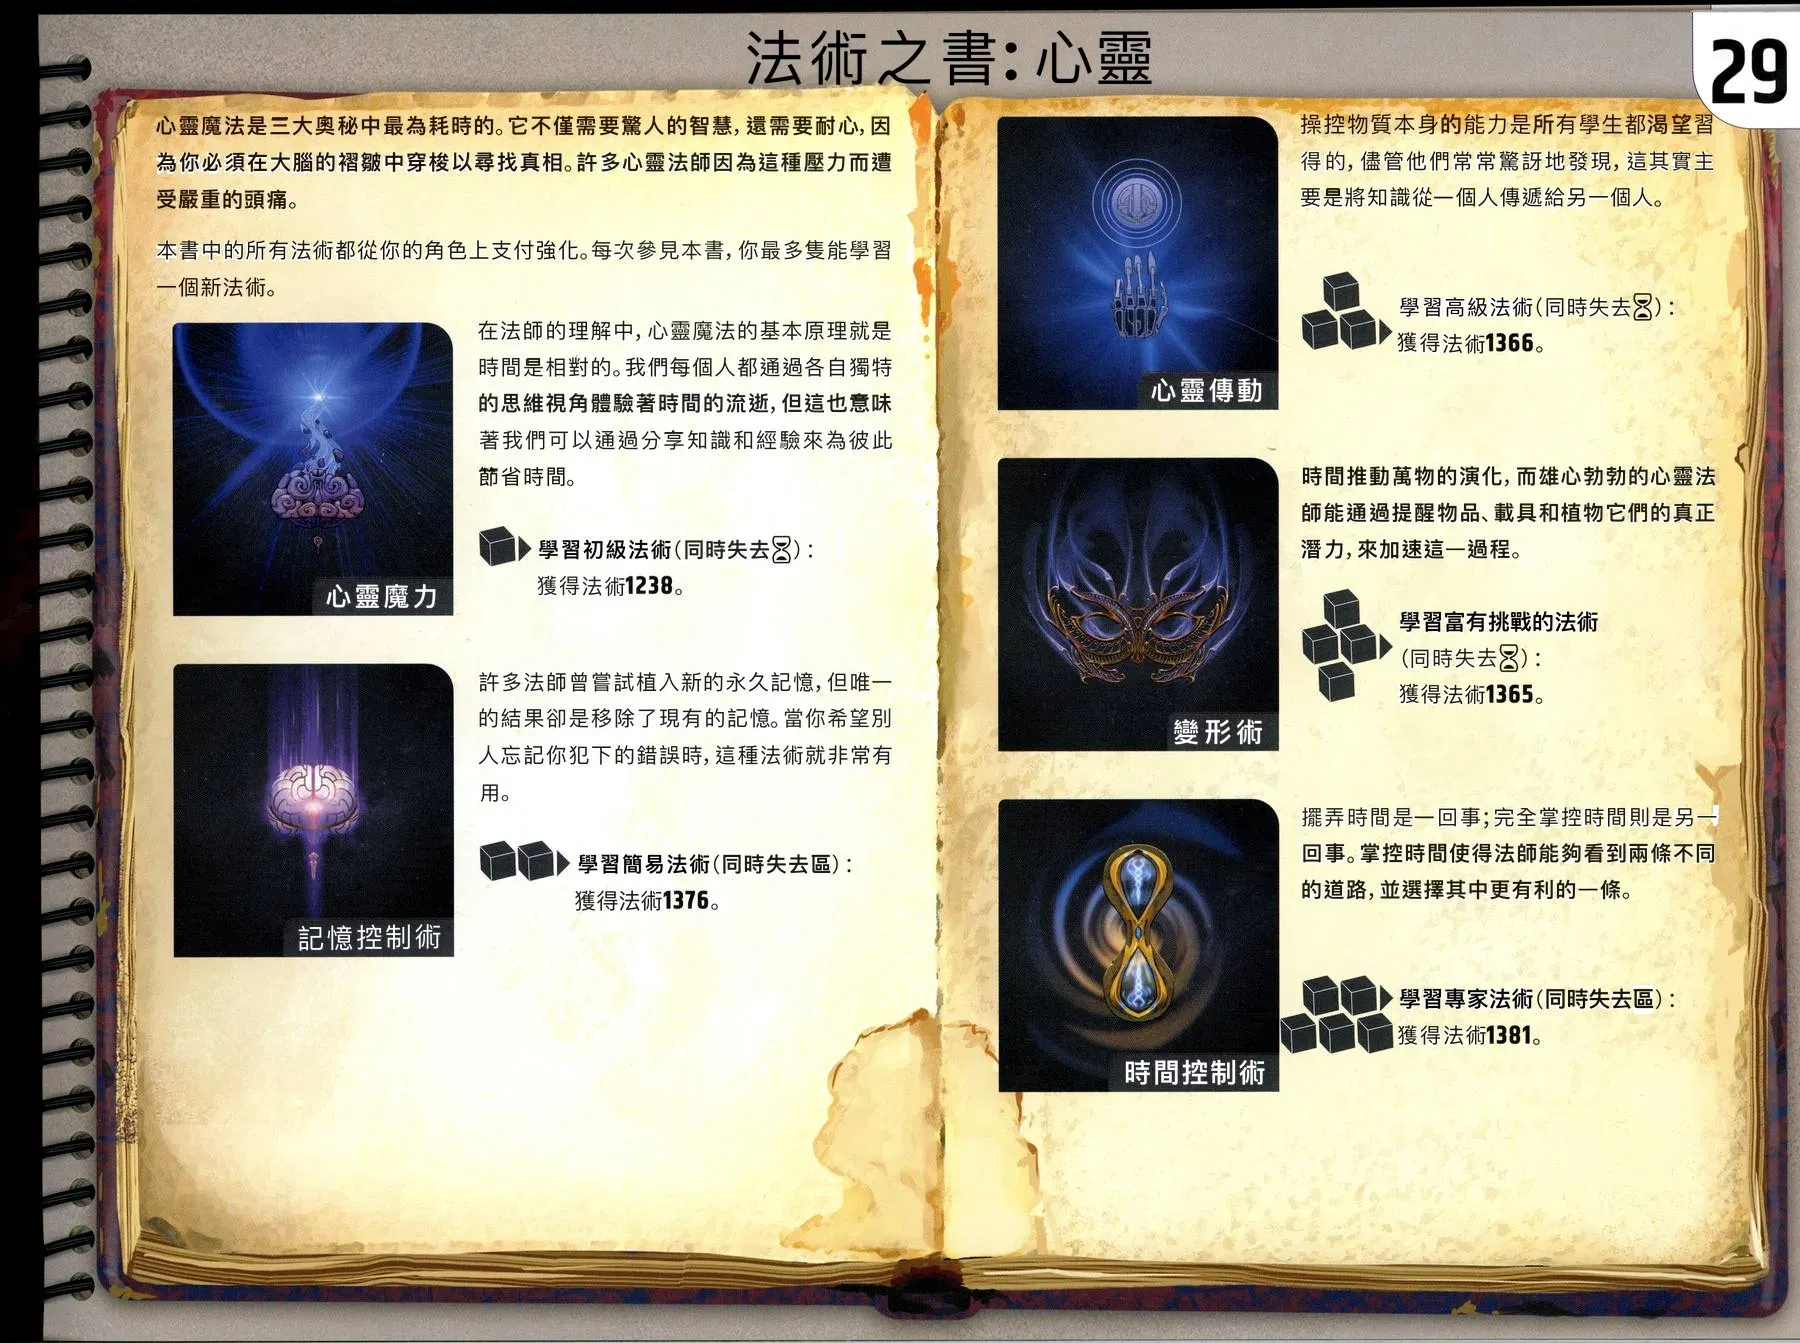 法術之書：心靈
29
心靈魔法是三大奧秘中最為耗時的。它不僅需要驚人的智慧，還需要耐心，因
為你必須在大腦的褶皺中穿梭以尋找真相。許多心靈法師因為這種壓力而遭
受嚴重的頭痛。
本書中的所有法術都從你的角色上支付強化。每次參見本書，你最多隻能學習
一個新法術。
在法師的理解中，心靈魔法的基本原理就是
時間是相對的。我們每個人都通過各自獨特
的思維視角體驗著時間的流逝，但這也意味
著我們可以通過分享知識和經驗來為彼此
節省時間。
學習初級法術（同時失去⌛）：
獲得法術1238。
心靈魔力
許多法師曾嘗試植入新的永久記憶，但唯一
的結果卻是移除了現有的記憶。當你希望別
人忘記你犯下的錯誤時，這種法術就非常有
用。
學習簡易法術（同時失去區）：
獲得法術1376。
記憶控制術
操控物質本身的能力是所有學生都渴望習
得的，儘管他們常常驚訝地發現，這其實主
要是將知識從一個人傳遞給另一個人。
學習高級法術（同時失去⌛）：
獲得法術1366。
心靈傳動
時間推動萬物的演化，而雄心勃勃的心靈法
師能通過提醒物品、載具和植物它們的真正
潛力，來加速這一過程。
學習富有挑戰的法術
（同時失去⌛）：
獲得法術1365。
變形術
擺弄時間是一回事；完全掌控時間則是另一
回事。掌控時間使得法師能夠看到兩條不同
的道路，並選擇其中更有利的一條。
學習專家法術（同時失去區）：
獲得法術1381。
時間控制術